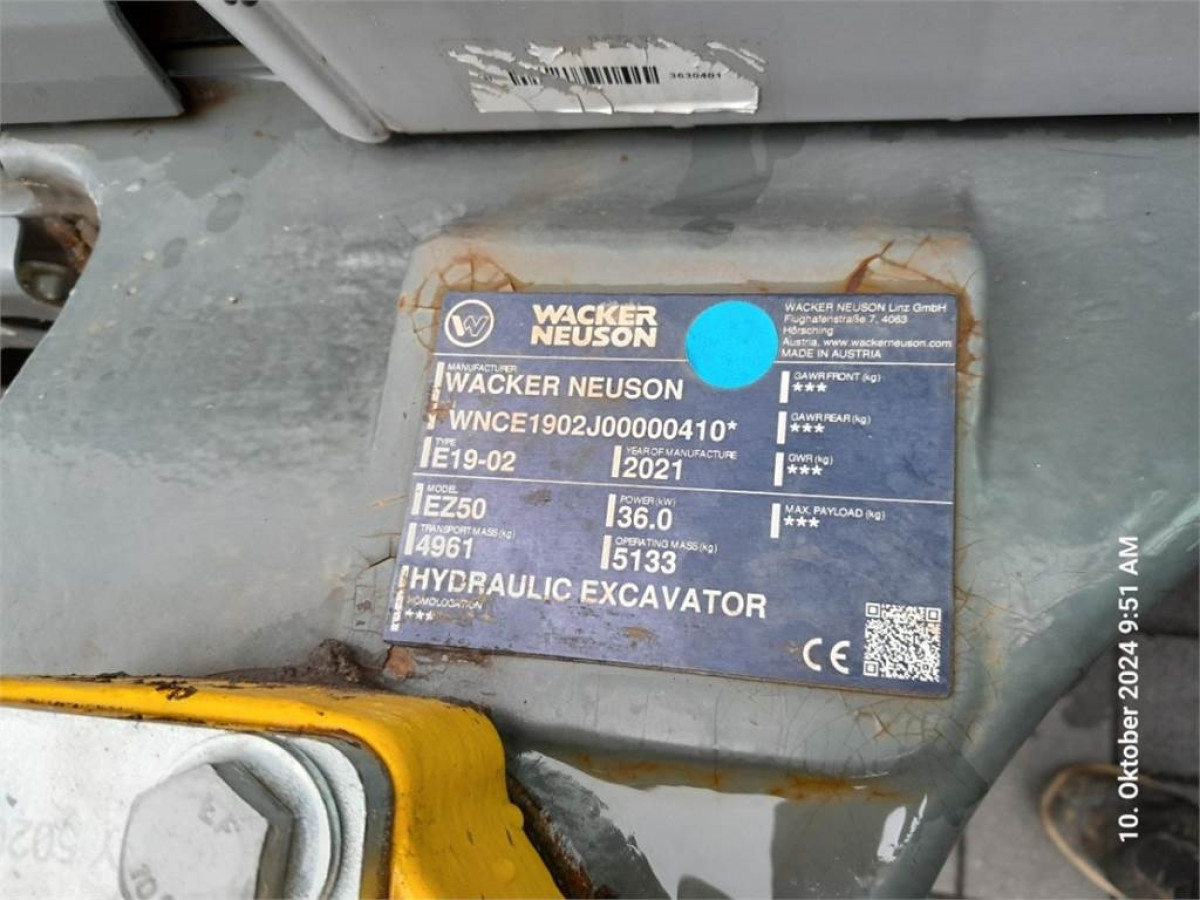 3630401
WACKER
NEUSON
WACKER NEUSON Linz GmbH
Flughafenstraße 7, 4063
Hörsching
Austria, www.wackerneuson.com
MADE IN AUSTRIA
MANUFACTURER
WACKER NEUSON
WNCE1902J00000410*
TYPE
E19-02
YEAR OF MANUFACTURE
2021
MODEL
EZ50
POWER (kW)
36.0
TRANSPORT MASS (kg)
4961
OPERATING MASS (kg)
5133
HYDRAULIC EXCAVATOR
HOMOLOGATION
***
GAWR FRONT (kg)
***
GAWR REAR (kg)
***
GWR (kg)
***
MAX. PAYLOAD (kg)
***
CE
10. Oktober 2024 9:51 AM